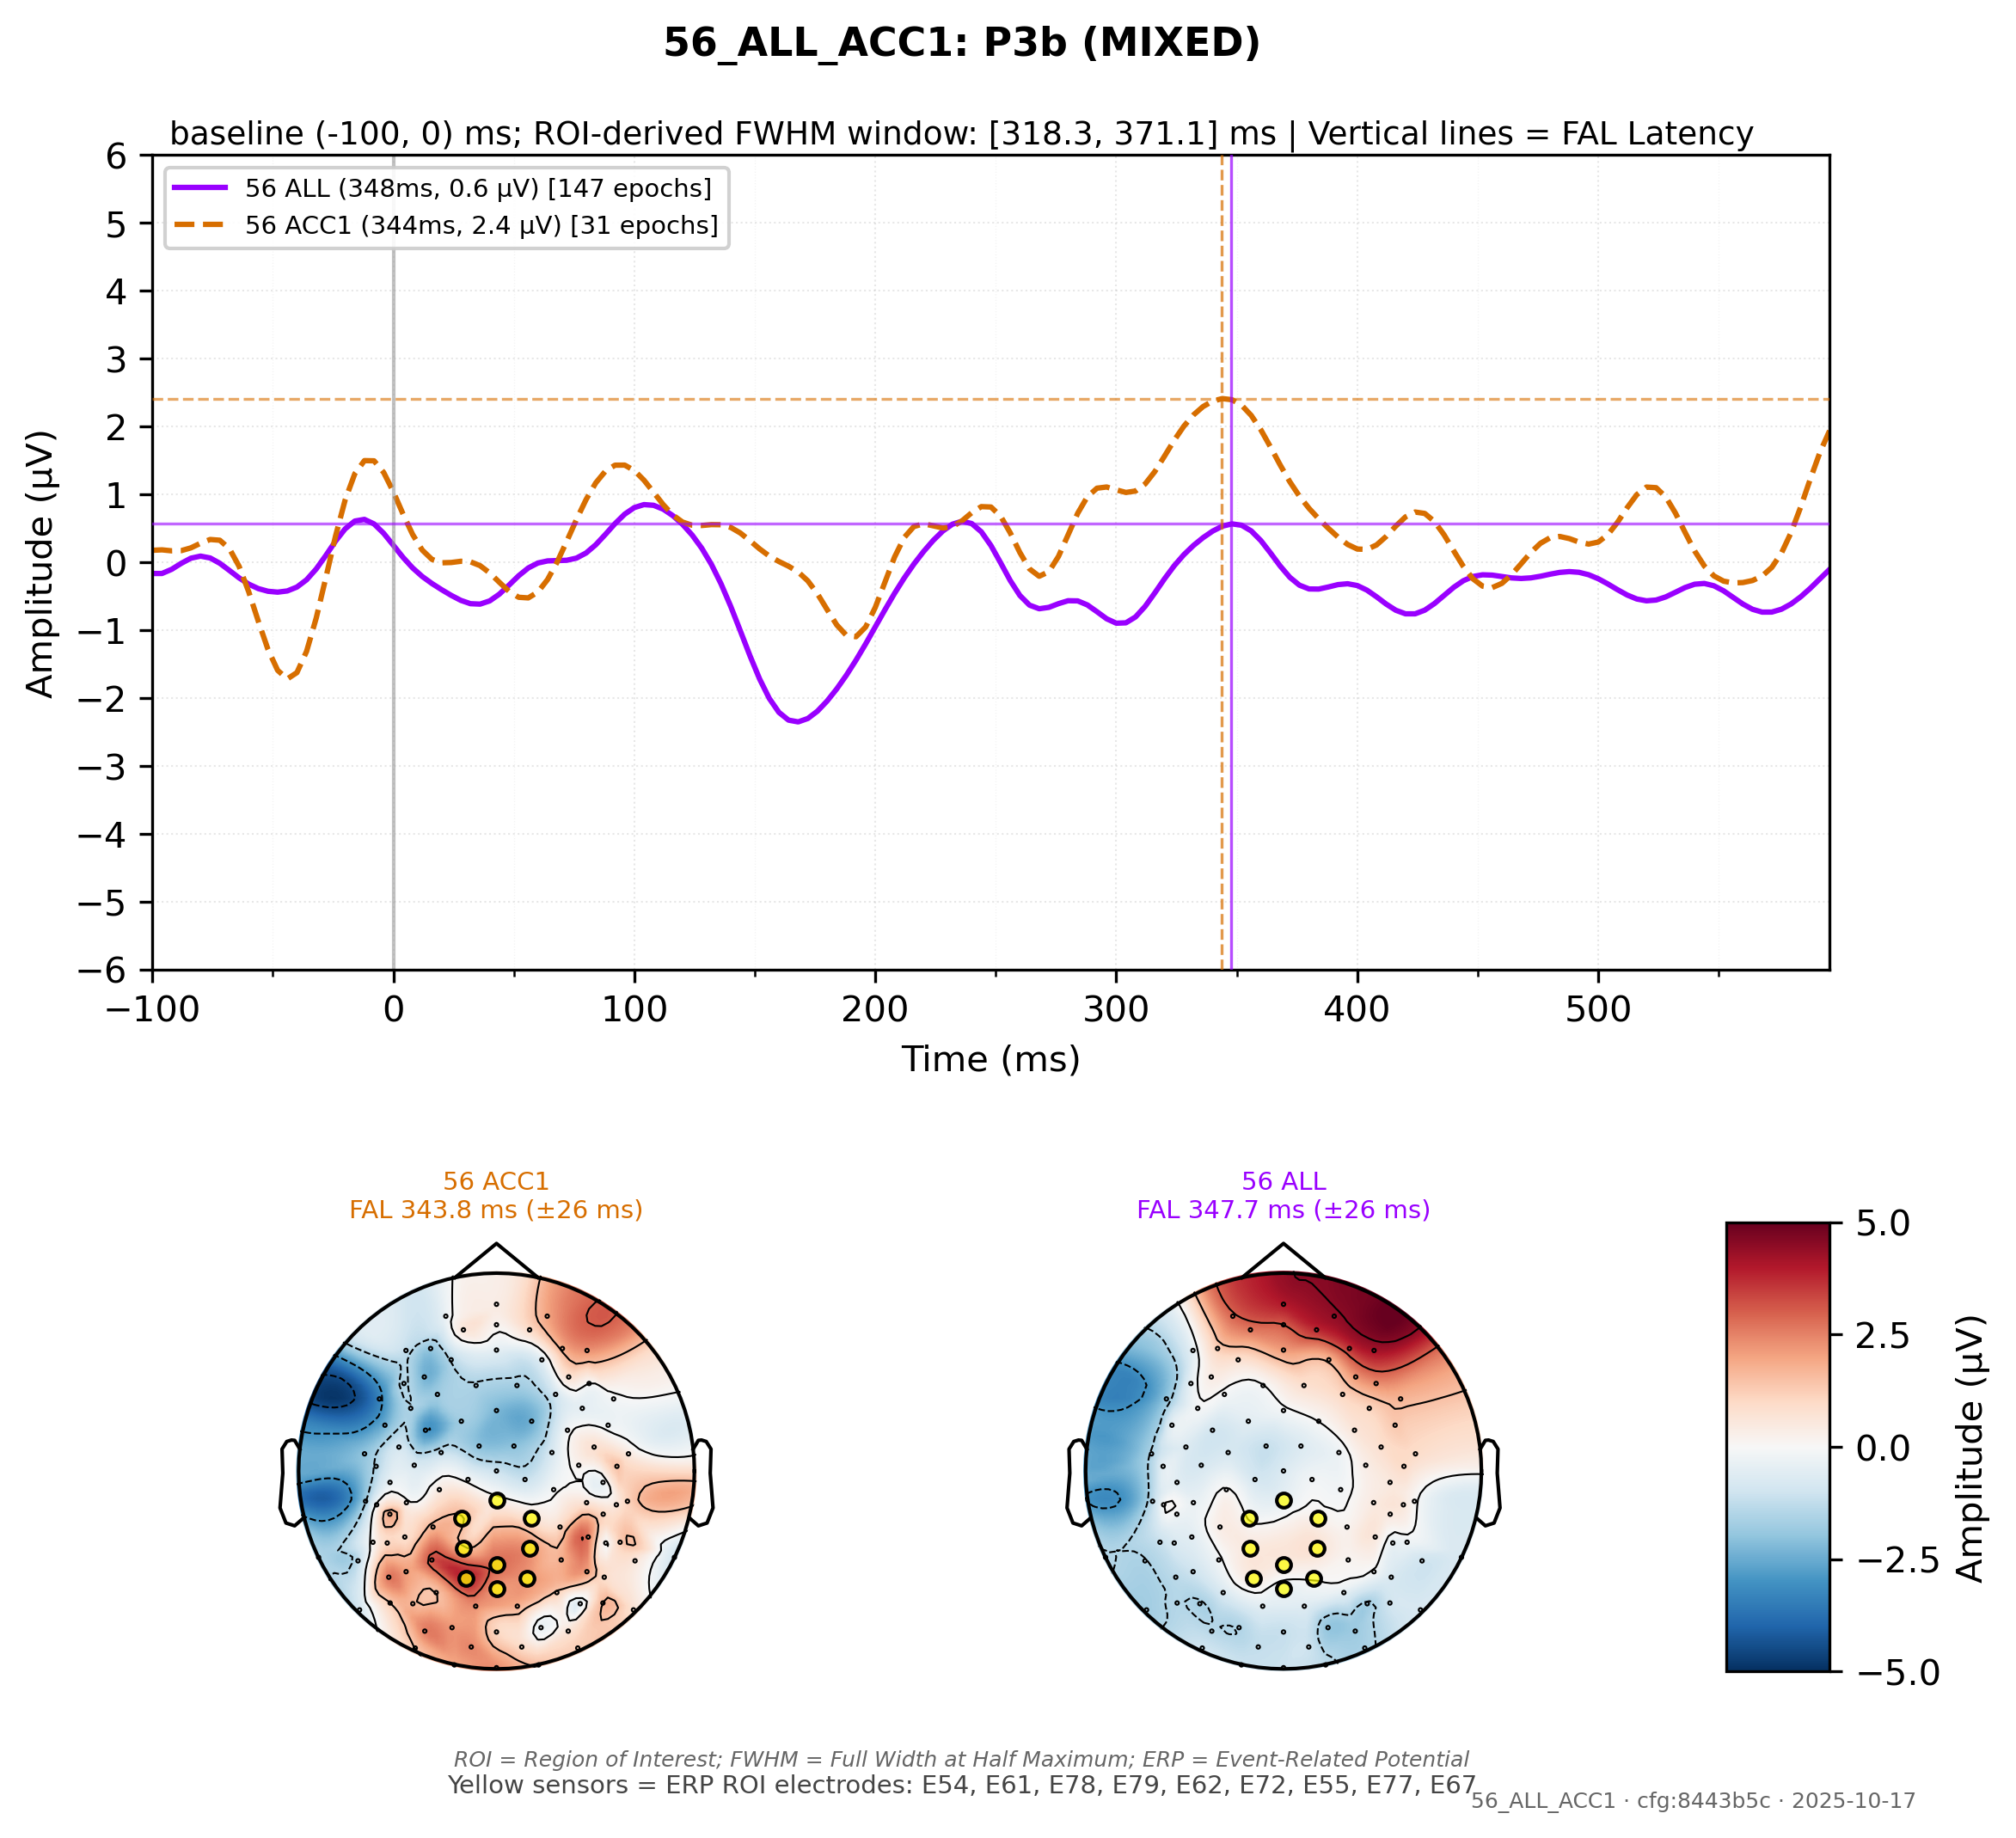 56_ALL_ACC1: P3b (MIXED)
baseline (-100, 0) ms; ROI-derived FWHM window: [318.3, 371.1] ms | Vertical lines = FAL Latency
56 ALL (348ms, 0.6 µV) [147 epochs]
56 ACC1 (344ms, 2.4 µV) [31 epochs]
6
5
4
3
2
1
0
−1
−2
−3
−4
−5
−6
Amplitude (µV)
−100
0
100
200
300
400
500
Time (ms)
56 ACC1
FAL 343.8 ms (±26 ms)
56 ALL
FAL 347.7 ms (±26 ms)
5.0
2.5
0.0
−2.5
−5.0
Amplitude (µV)
ROI = Region of Interest; FWHM = Full Width at Half Maximum; ERP = Event-Related Potential
Yellow sensors = ERP ROI electrodes: E54, E61, E78, E79, E62, E72, E55, E77, E67
56_ALL_ACC1 · cfg:8443b5c · 2025-10-17